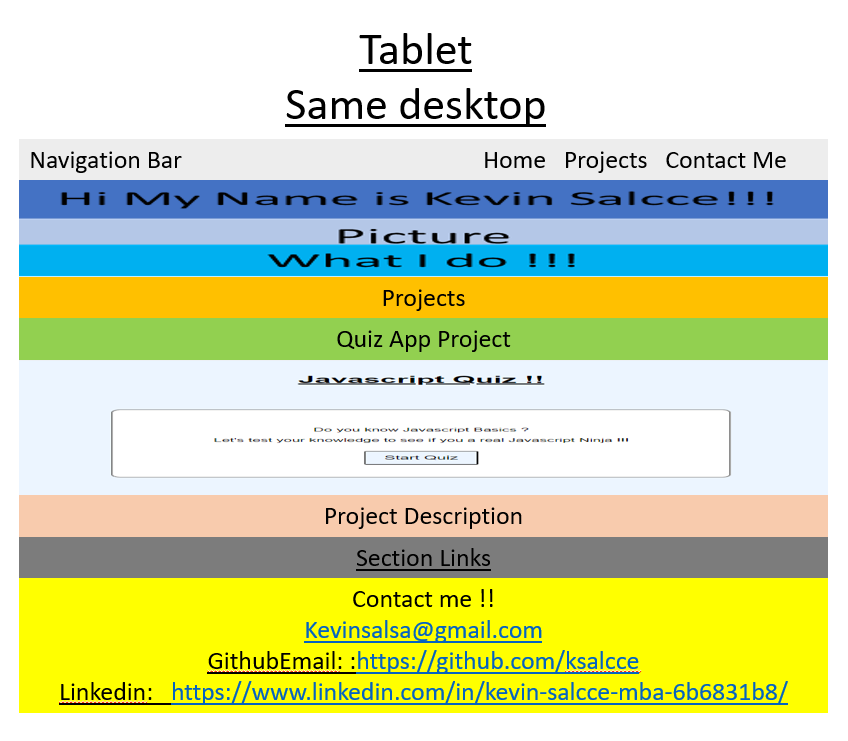 Tablet
Same desktop
Navigation Bar Home Projects Contact Me
Hi My Name is Kevin Salcce!!!
Picture
What I do !!!
Projects
Quiz App Project
Javascript Quiz !!
Do you know Javascript Basics ?
Let's test your knowledge to see if you a real Javascript Ninja !!!
Start Quiz
Project Description
Section Links
Contact me !!
Kevinsalsa@gmail.com
GithubEmail: :https://github.com/ksalcce
Linkedin: https://www.linkedin.com/in/kevin-salcce-mba-6b6831b8/